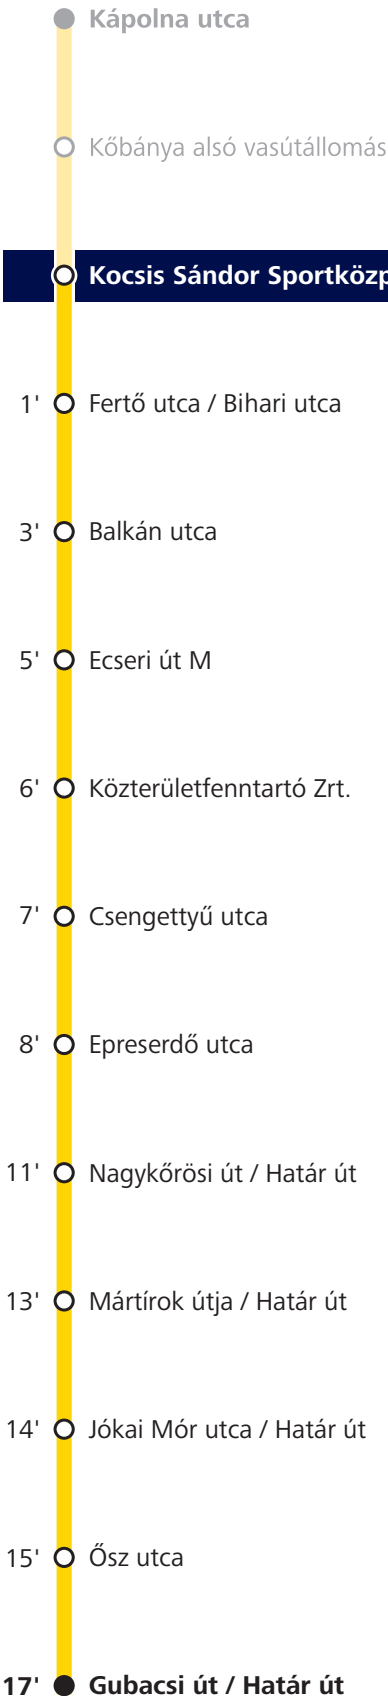 Kápolna utca
Kőbánya alsó vasútállomás
Kocsis Sándor
1' Fertő utca / Bihari utca
3' Balkán utca
5' Ecseri út M
6' Közterületfenntartó Zrt.
7' Csengettyű utca
8' Epreserdő utca
11' Nagykőrösi út / Határ út
13' Mártírok útja / Határ út
14' Jókai Mór utca / Határ út
15' Ősz utca
17' Gubacsi út / Határ út